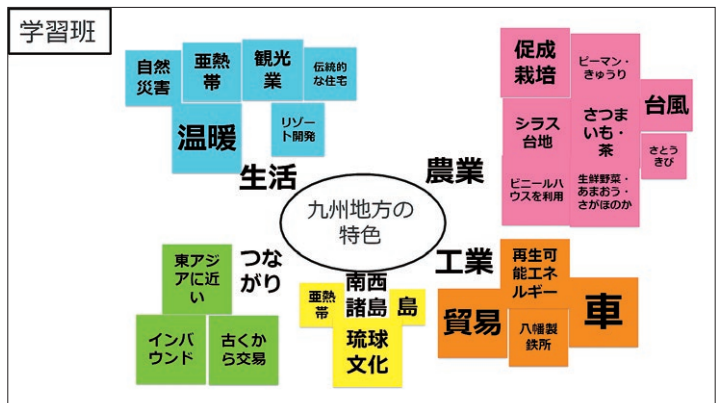 学習班
自然
災害
亜熱
帯
観光
業
伝統的
な住宅
温暖
リゾー
ト開発
生活
促成
栽培
ピーマン・
きゅうり
台風
シラス
台地
さつま
いも・
茶
さとう
きび
ビニールハ
ウスを利用
生鮮野菜・
あまおう・
さがほのか
農業
九州地方の
特色
東アジ
アに近
い
つな
がり
インバ
ウンド
古くか
ら交易
南西
諸島
亜熱
帯
島
琉球
文化
工業
再生可
能エネ
ルギー
貿易
八幡製
鉄所
車